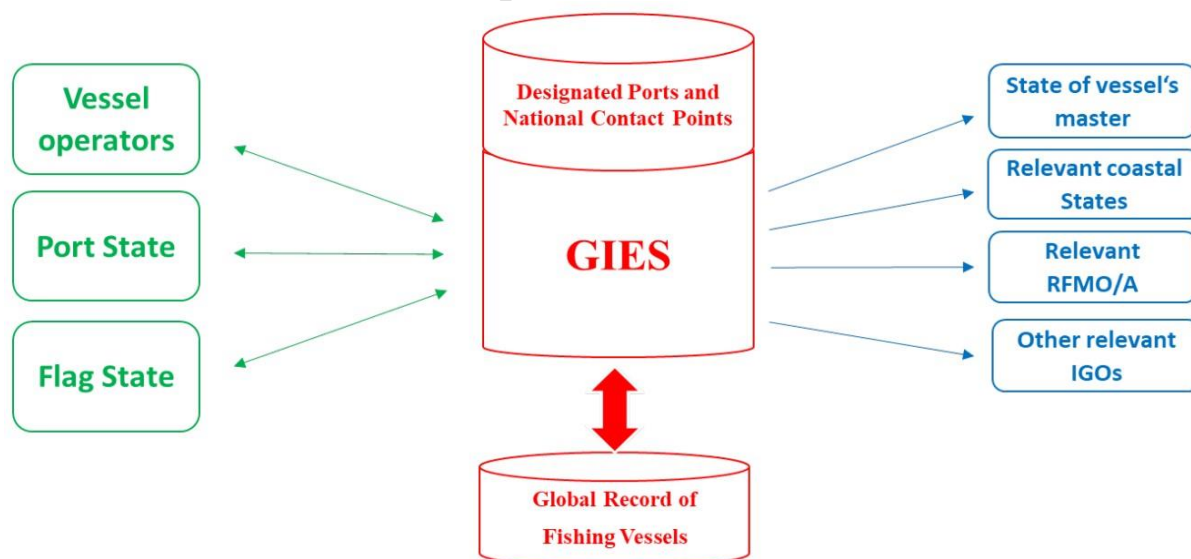 Vessel
operators
Port State
Flag State
Designated Ports and
National Contact Points
GIES
Global Record of
Fishing Vessels
State of vessel‘s
master
Relevant coastal
States
Relevant
RFMO/A
Other relevant
IGOs